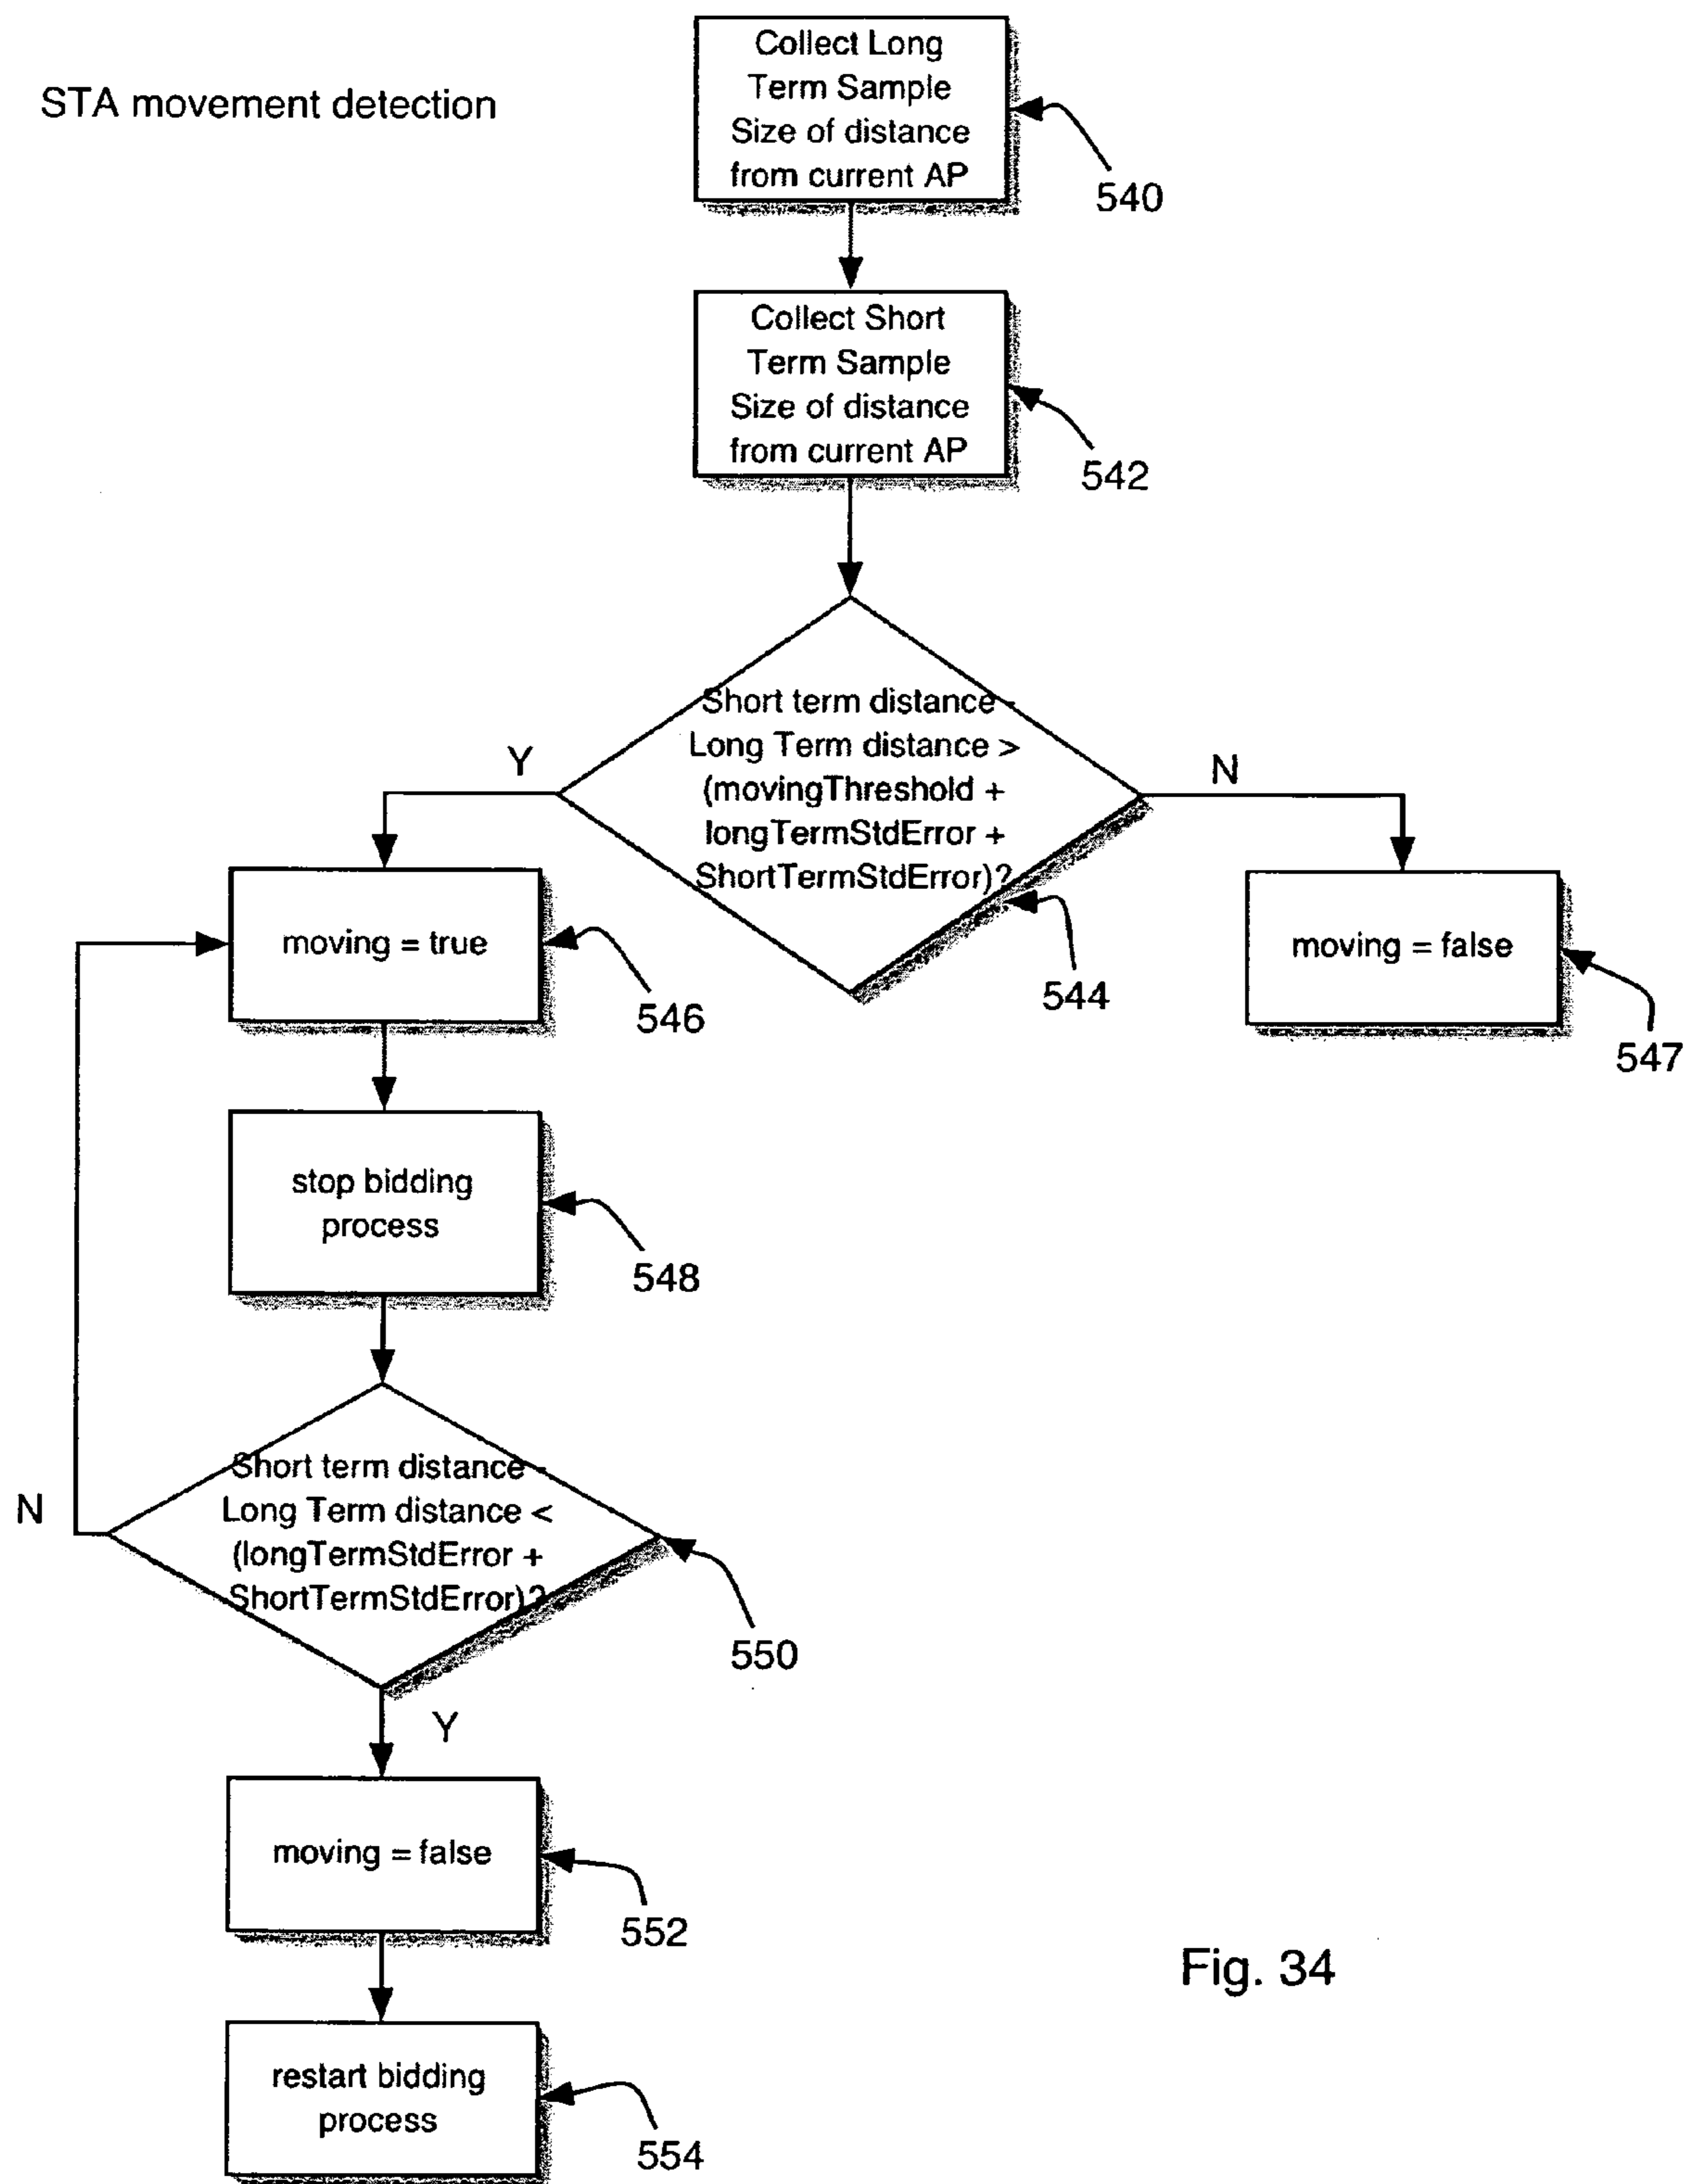 STA movement detection
Collect Long
Term Sample
Size of distance
from current AP
540
Collect Short
Term Sample
Size of distance
from current AP
542
Short term distance -
Long Term distance >
(movingThreshold +
longTermStdError +
ShortTermStdError)?
544
Y
N
moving = true
546
moving = false
547
stop bidding
process
548
Short term distance -
Long Term distance <
(longTermStdError +
ShortTermStdError)?
550
N
Y
moving = false
552
restart bidding
process
554
Fig. 34